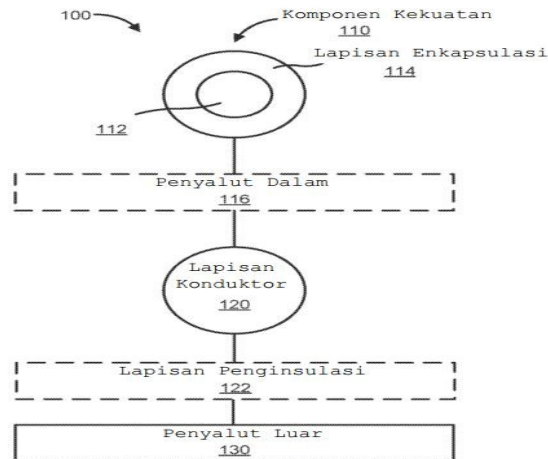 100
Komponen Kekuatan
110
Lapisan Enkapsulasi
114
112
Penyalut Dalam
116
Lapisan
Konduktor
120
Lapisan Penginsulasi
122
Penyalut Luar
130